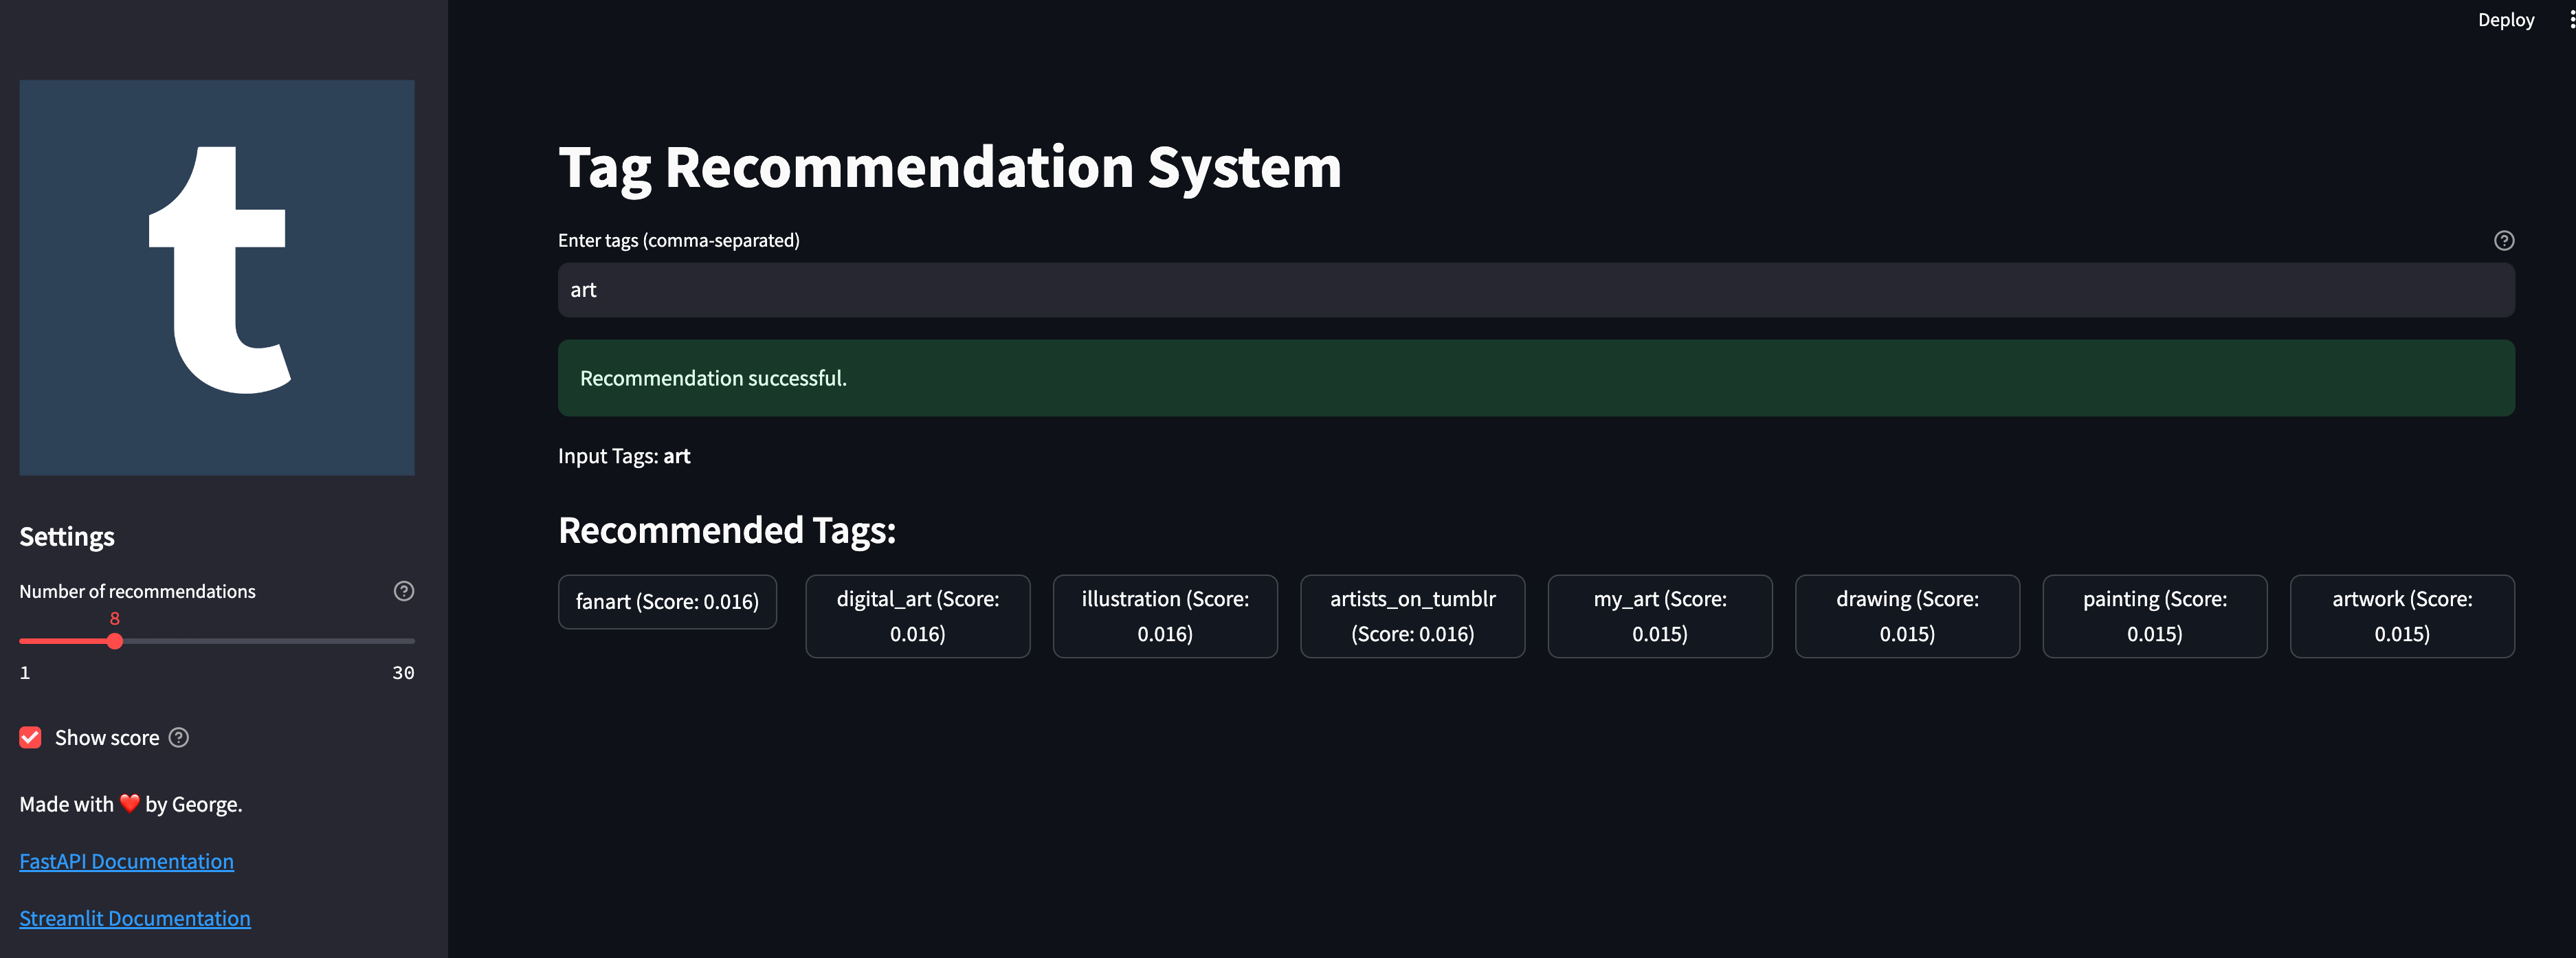 Deploy
t
Settings
Number of recommendations
8
1 30
Show score
Made with ❤️ by George.
FastAPI Documentation
Streamlit Documentation
Tag Recommendation System
Enter tags (comma-separated)
art
Recommendation successful.
Input Tags: art
Recommended Tags:
fanart (Score: 0.016)
digital_art (Score:
0.016)
illustration (Score:
0.016)
artists_on_tumblr
(Score: 0.016)
my_art (Score:
0.015)
drawing (Score:
0.015)
painting (Score:
0.015)
artwork (Score:
0.015)